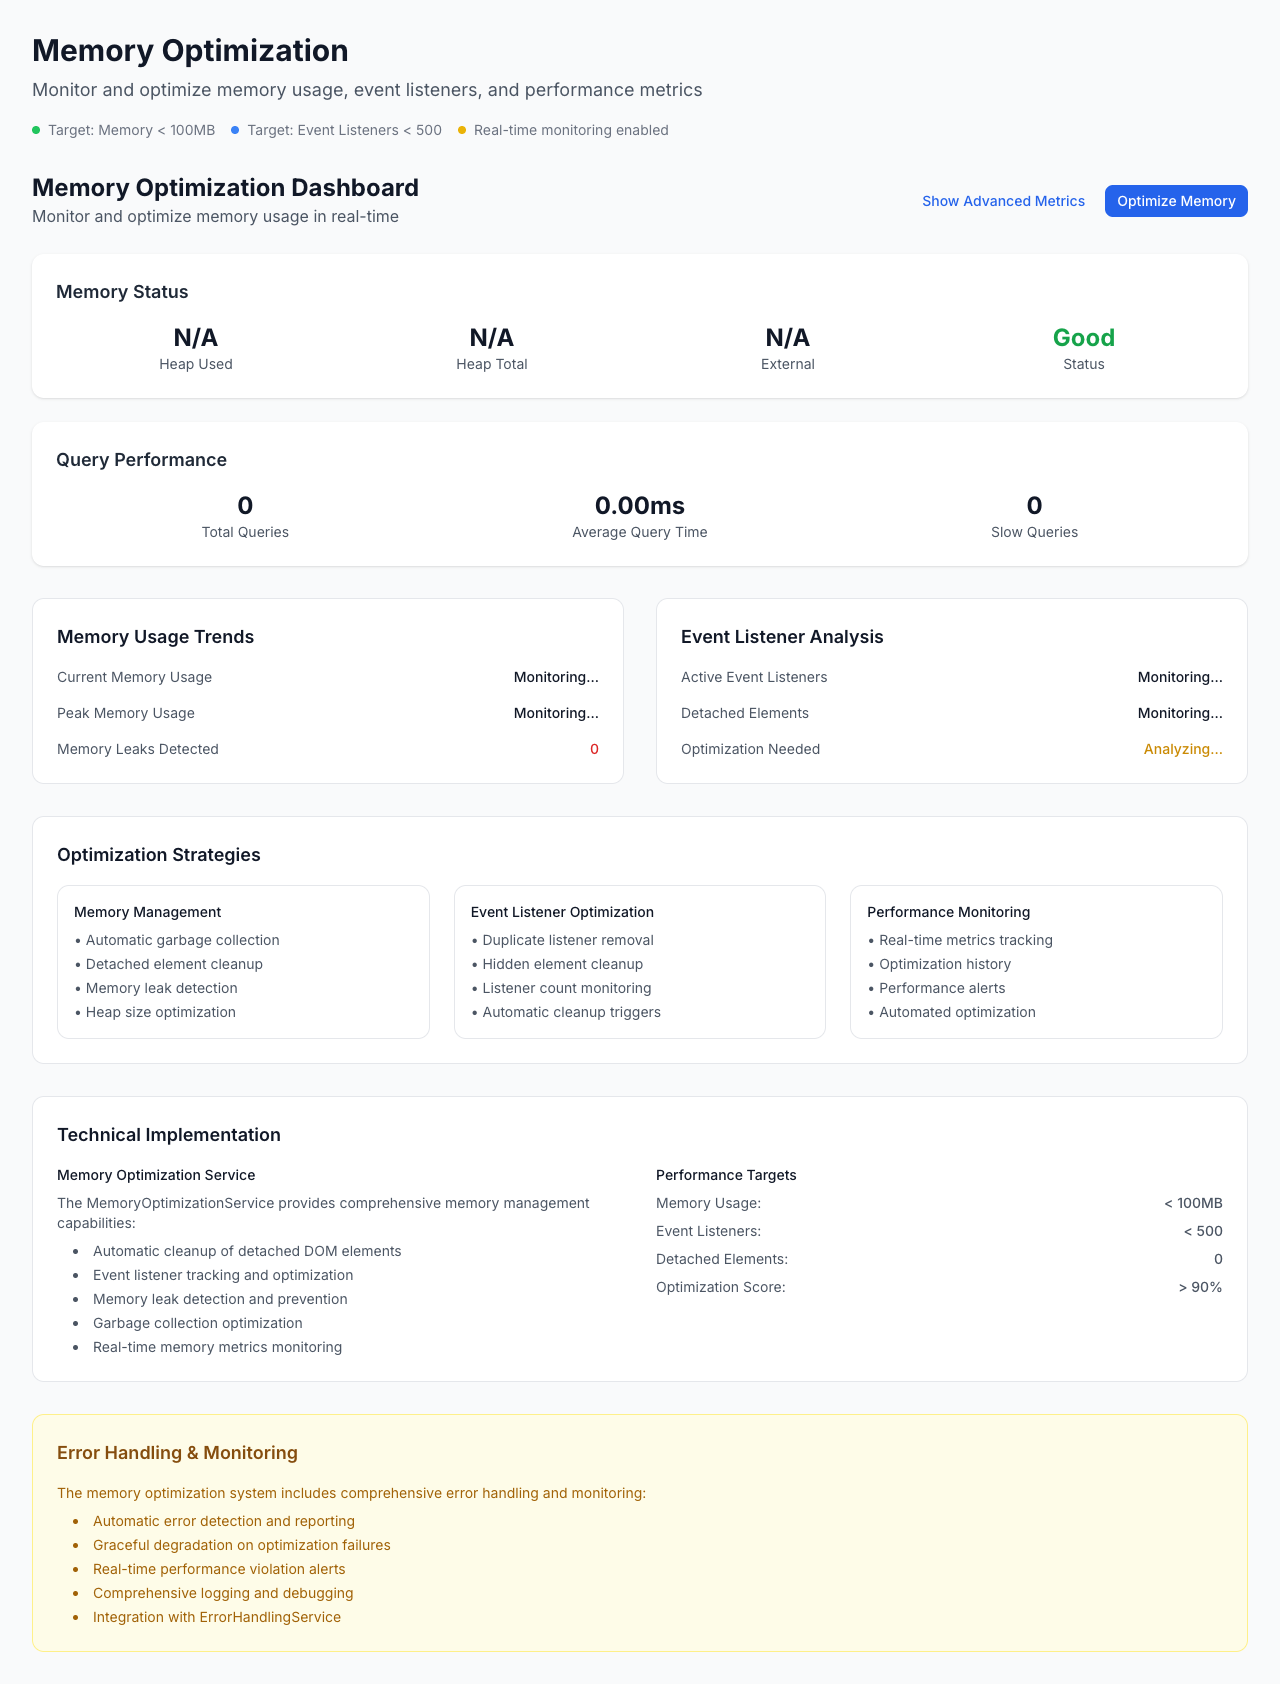 Memory Optimization
Monitor and optimize memory usage, event listeners, and performance metrics
Target: Memory < 100MB
Target: Event Listeners < 500
Real-time monitoring enabled
Memory Optimization Dashboard
Monitor and optimize memory usage in real-time
Show Advanced Metrics
Optimize Memory
Memory Status
N/A
Heap Used
N/A
Heap Total
N/A
External
Good
Status
Query Performance
0
Total Queries
0.00ms
Average Query Time
0
Slow Queries
Memory Usage Trends
Current Memory Usage
Monitoring...
Peak Memory Usage
Monitoring...
Memory Leaks Detected
0
Event Listener Analysis
Active Event Listeners
Monitoring...
Detached Elements
Monitoring...
Optimization Needed
Analyzing...
Optimization Strategies
Memory Management
• Automatic garbage collection
• Detached element cleanup
• Memory leak detection
• Heap size optimization
Event Listener Optimization
• Duplicate listener removal
• Hidden element cleanup
• Listener count monitoring
• Automatic cleanup triggers
Performance Monitoring
• Real-time metrics tracking
• Optimization history
• Performance alerts
• Automated optimization
Technical Implementation
Memory Optimization Service
The MemoryOptimizationService provides comprehensive memory management
capabilities:
• Automatic cleanup of detached DOM elements
• Event listener tracking and optimization
• Memory leak detection and prevention
• Garbage collection optimization
• Real-time memory metrics monitoring
Performance Targets
Memory Usage:
< 100MB
Event Listeners:
< 500
Detached Elements:
0
Optimization Score:
> 90%
Error Handling & Monitoring
The memory optimization system includes comprehensive error handling and monitoring:
• Automatic error detection and reporting
• Graceful degradation on optimization failures
• Real-time performance violation alerts
• Comprehensive logging and debugging
• Integration with ErrorHandlingService